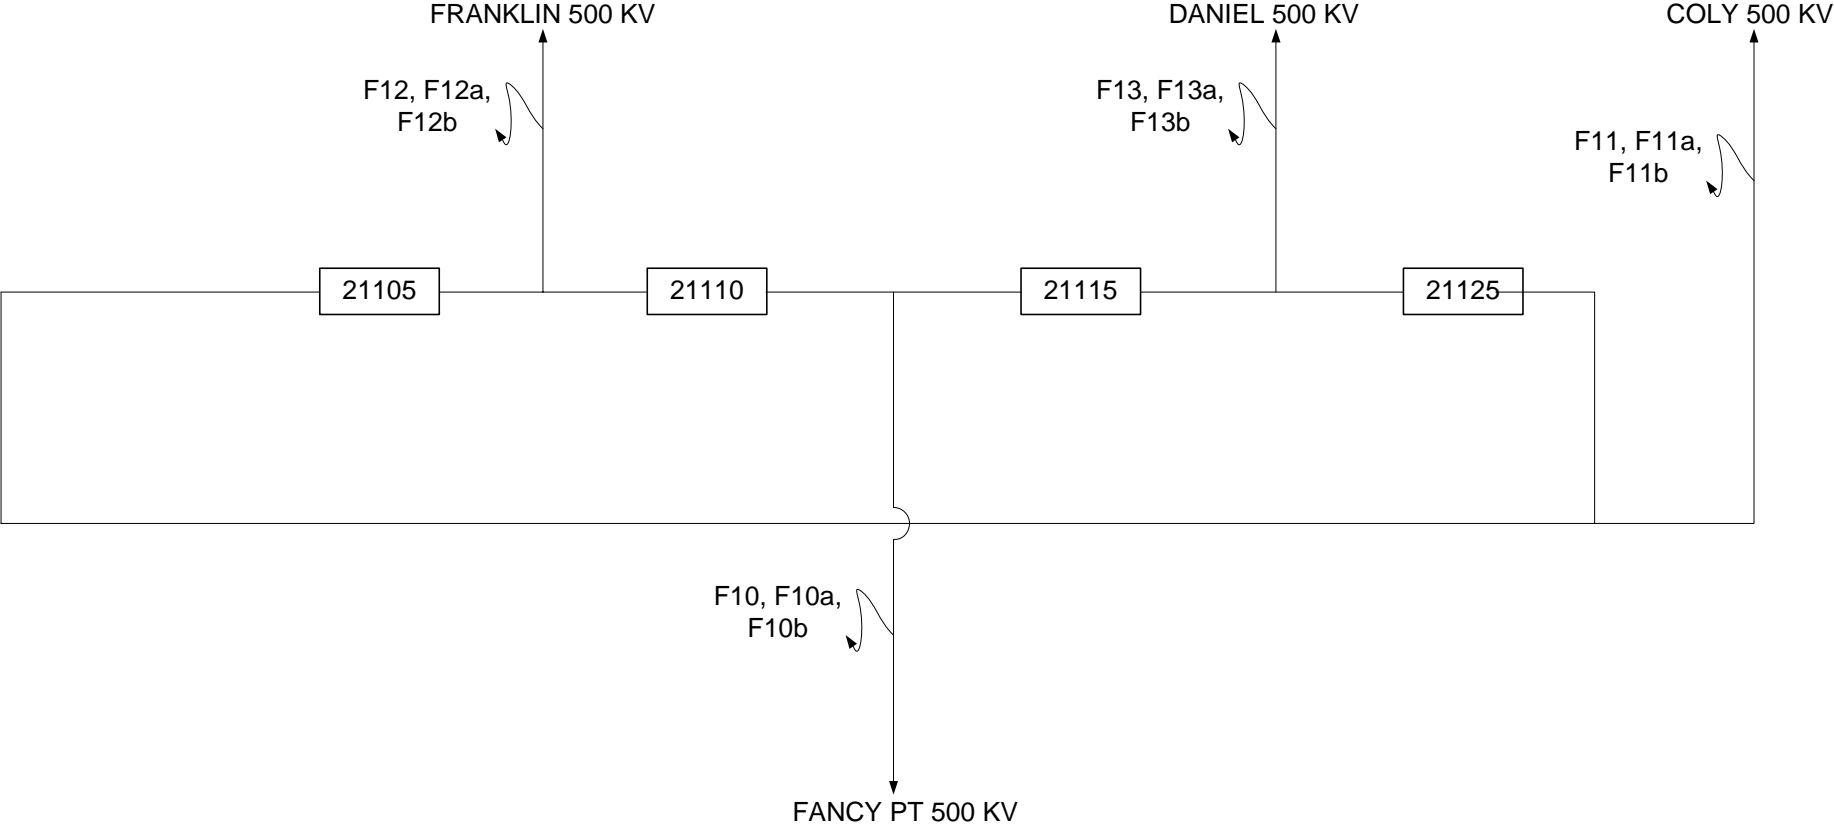 FRANKLIN 500 KV
DANIEL 500 KV
COLY 500 KV
F12, F12a,
F12b
F13, F13a,
F13b
F11, F11a,
F11b
21105
21110
21115
21125
F10, F10a,
F10b
FANCY PT 500 KV